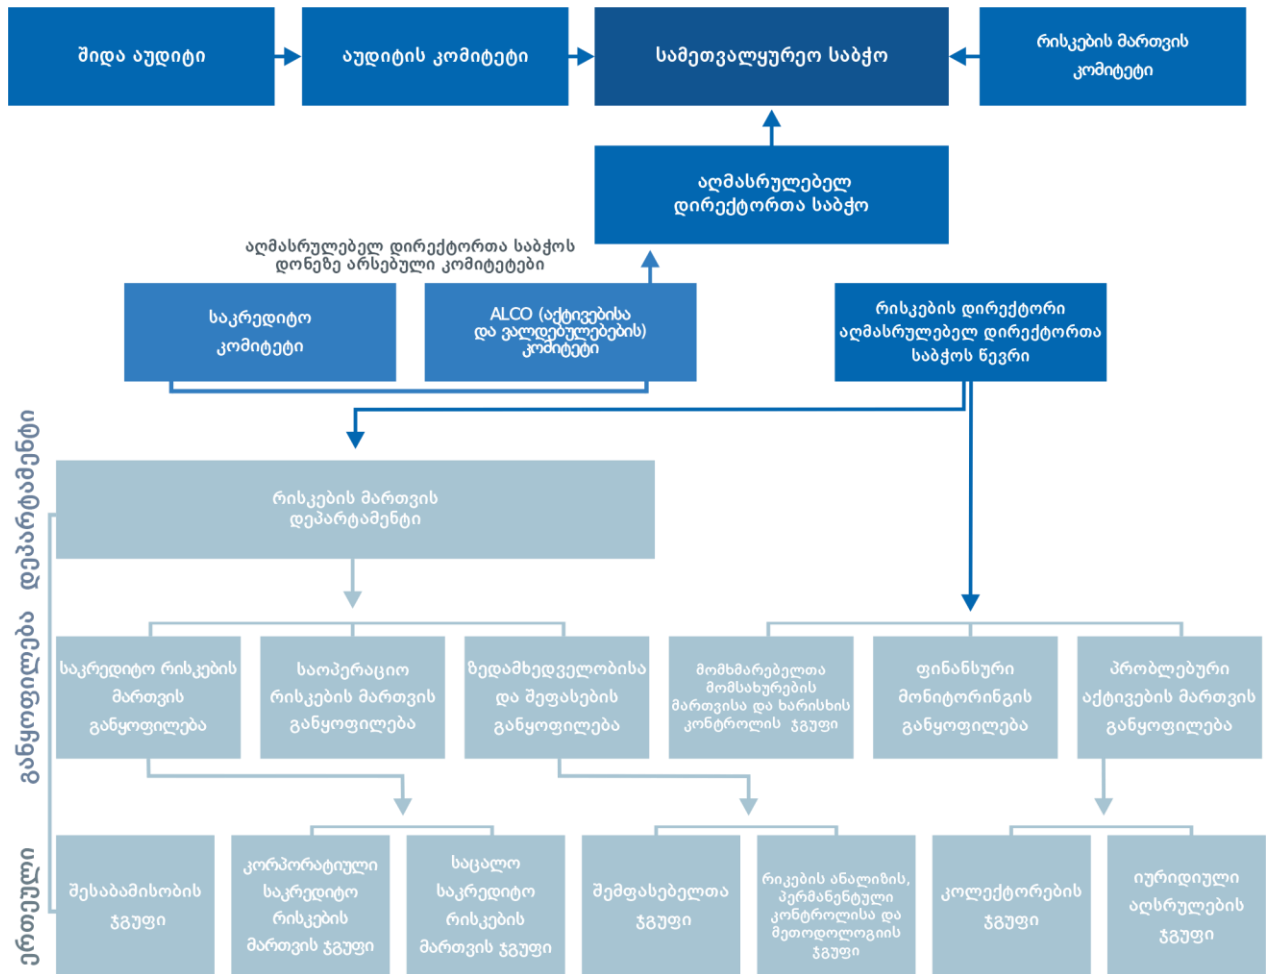 შიდა აუდიტი
აუდიტის კომიტეტი
სამეთვალყურეო საბჭო
რისკების მართვის
კომიტეტი
აღმასრულებელ
დირექტორთა საბჭო
აღმასრულებელ დირექტორთა საბჭოს
დონეზე არსებული კომიტეტები
საკრედიტო
კომიტეტი
ALCO (აქტივებისა
და ვალდებულებების)
კომიტეტი
რისკების დირექტორი
აღმასრულებელ დირექტორთა
საბჭოს წევრი
დეპარტამენტი
რისკების მართვის
დეპარტამენტი
განყოფილება
საკრედიტო რისკების
მართვის
განყოფილება
საოპერაციო
რისკების მართვის
განყოფილება
ზედამხედველობისა
და შეფასების
განყოფილება
მომხმარებელთა
მომსახურების
მართვისა და ხარისხის
კონტროლის ჯგუფი
ფინანსური
მონიტორინგის
განყოფილება
პრობლებური
აქტივების მართვის
განყოფილება
ერთეული
შესაბამისობის
ჯგუფი
კორპორატიული
საკრედიტო
რისკების
მართვის ჯგუფი
საცალო
საკრედიტო
რისკების
მართვის ჯგუფი
შემფასებელთა
ჯგუფი
რიკების ანალიზის,
პერმანენტული
კონტროლისა და
მეთოდოლოგიის
ჯგუფი
კოლექტორების
ჯგუფი
იურიდიული
აღსრულების
ჯგუფი